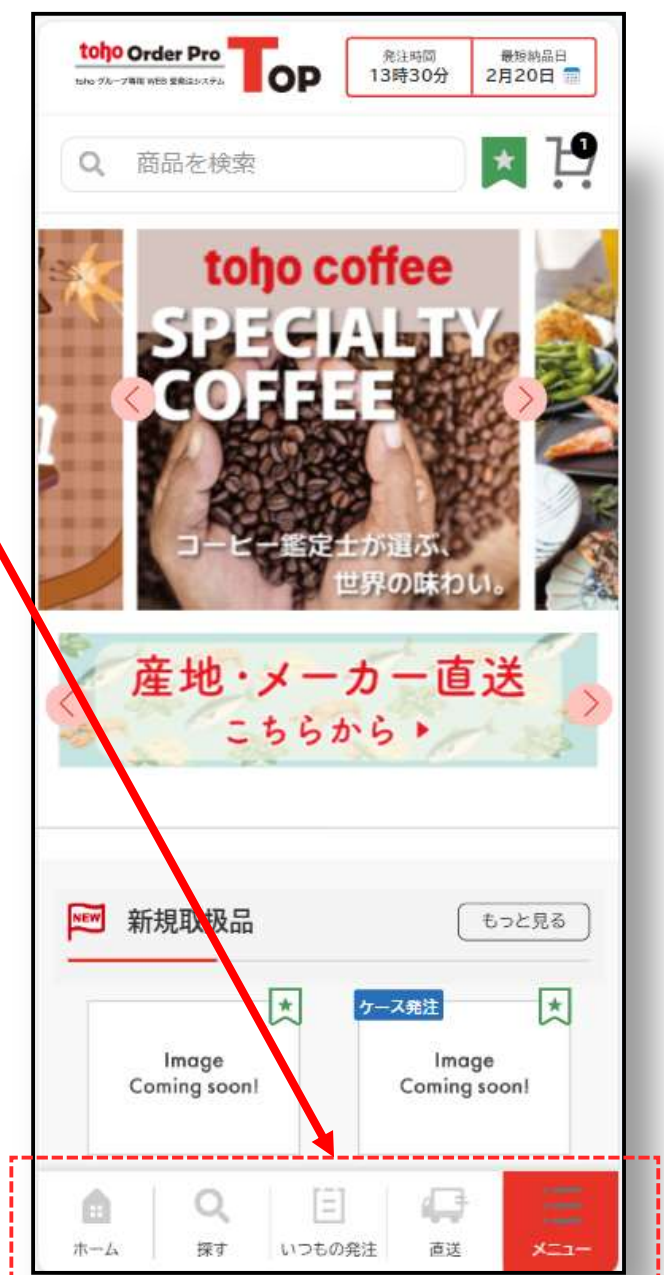 toho Order Pro
toho グループ専用 WEB 受発注システム
TOP
発注時間
13時30分
最短納品日
2月20日
商品を検索
1
toho coffee
SPECIALTY
COFFEE
コーヒー鑑定士が選ぶ、
世界の味わい。
産地・メーカー直送
こちらから
NEW
新規取扱品
もっと見る
Image
Coming soon!
ケース発注
Image
Coming soon!
ホーム
探す
いつもの発注
直送
メニュー